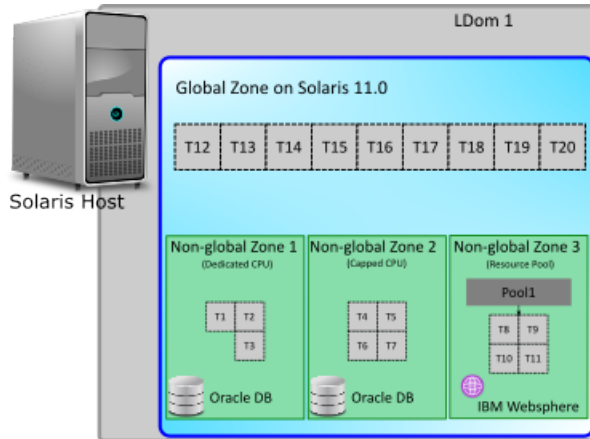 LDom 1
Global Zone on Solaris 11.0
T12 T13 T14 T15 T16 T17 T18 T19 T20
Solaris Host
Non-global Zone 1
(Dedicated CPU)
T1 T2
T3
Oracle DB
Non-global Zone 2
(Capped CPU)
T4 T5
T6 T7
Oracle DB
Non-global Zone 3
(Resource Pool)
Pool1
T8 T9
T10 T11
IBM Websphere